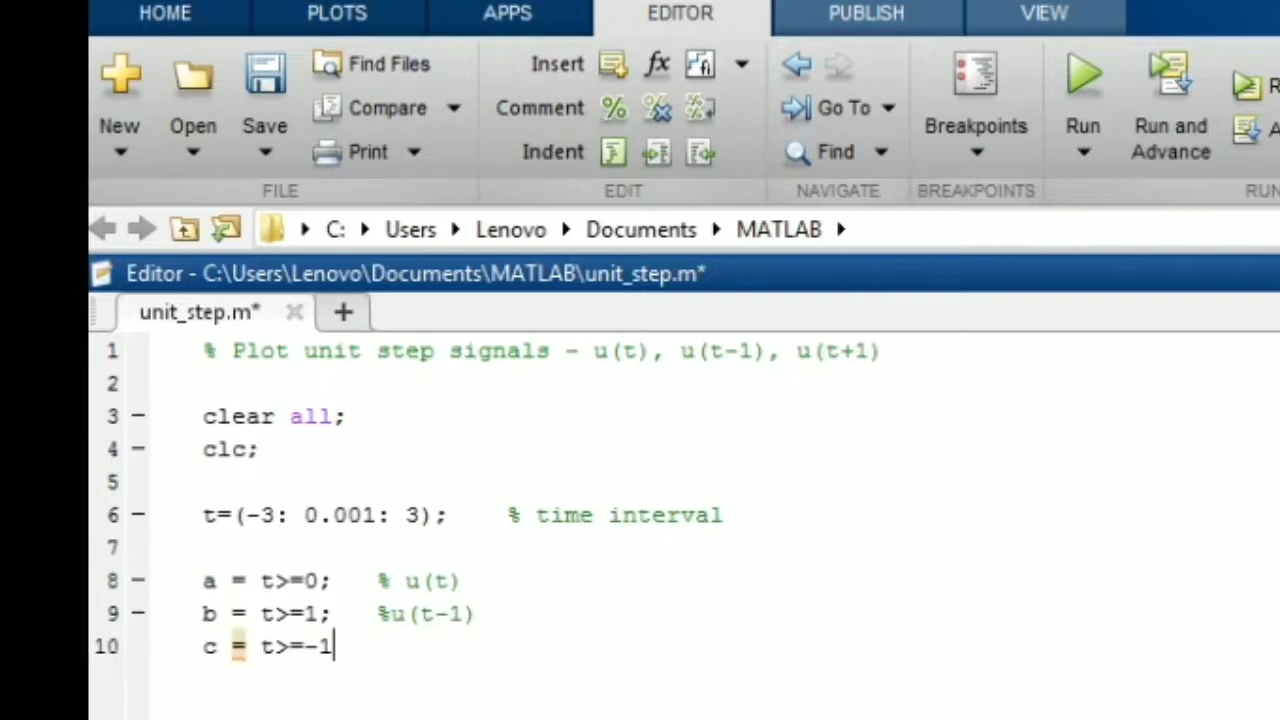 HOME PLOTS APPS EDITOR PUBLISH VIEW
Find Files Insert fx
New Open Save Compare Comment % Go To Breakpoints Run Run and Advance
Print Indent Find
FILE EDIT NAVIGATE BREAKPOINTS RUN
C: Users Lenovo Documents MATLAB
Editor - C:\Users\Lenovo\Documents\MATLAB\unit_step.m*
unit_step.m*
1 % Plot unit step signals - u(t), u(t-1), u(t+1)
2
3 - clear all;
4 - clc;
5
6 - t=(-3: 0.001: 3); % time interval
7
8 - a = t>=0; % u(t)
9 - b = t>=1; %u(t-1)
10 c = t>=-1